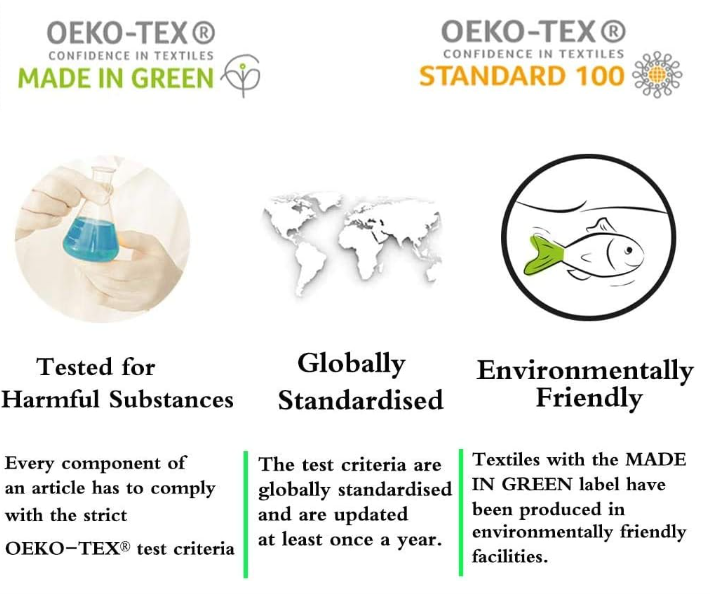 OEKO-TEX®
CONFIDENCE IN TEXTILES
MADE IN GREEN
OEKO-TEX®
CONFIDENCE IN TEXTILES
STANDARD 100
Tested for
Harmful Substances
Globally
Standardised
Environmentally
Friendly
Every component of
an article has to comply
with the strict
OEKO-TEX® test criteria
The test criteria are
globally standardised
and are updated
at least once a year.
Textiles with the MADE
IN GREEN label have
been produced in
environmentally friendly
facilities.